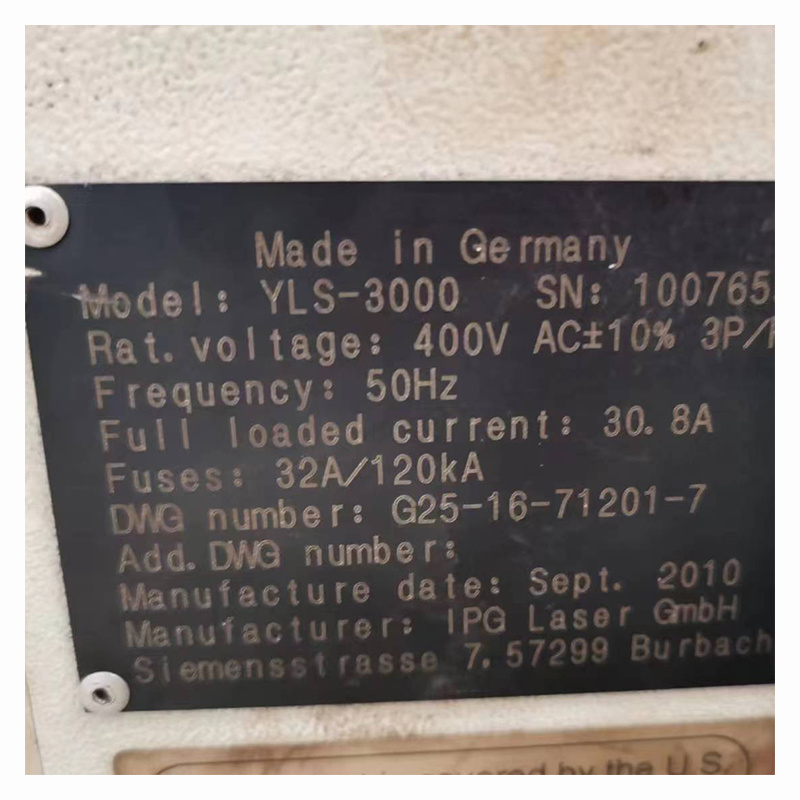 Made in Germany
Model: YLS-3000 SN: 100765
Rat. voltage: 400V AC±10% 3P/
Frequency: 50Hz
Full loaded current: 30.8A
Fuses: 32A/120kA
DWG number: G25-16-71201-7
Add. DWG number:
Manufacture date: Sept. 2010
Manufacturer: IPG Laser GmbH
Siemensstrasse 7. 57299 Burbach
covered by the U.S.